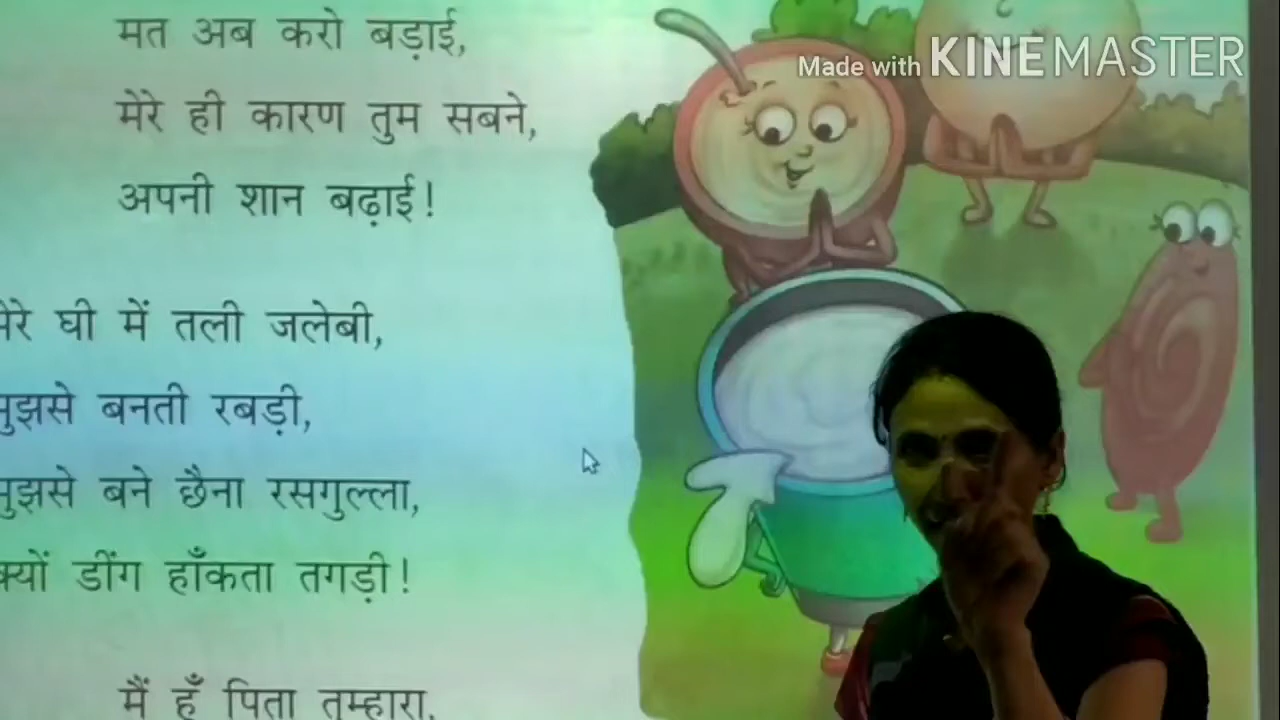 मत अब करो बड़ाई,
मेरे ही कारण तुम सबने,
अपनी शान बढ़ाई!
मेरे घी में तली जलेबी,
मुझसे बनती रबड़ी,
मुझसे बने छैना रसगुल्ला,
क्यों डींग हाँकता तगड़ी!
मैं हूँ पिता तुम्हारा,
Made with KINEMASTER